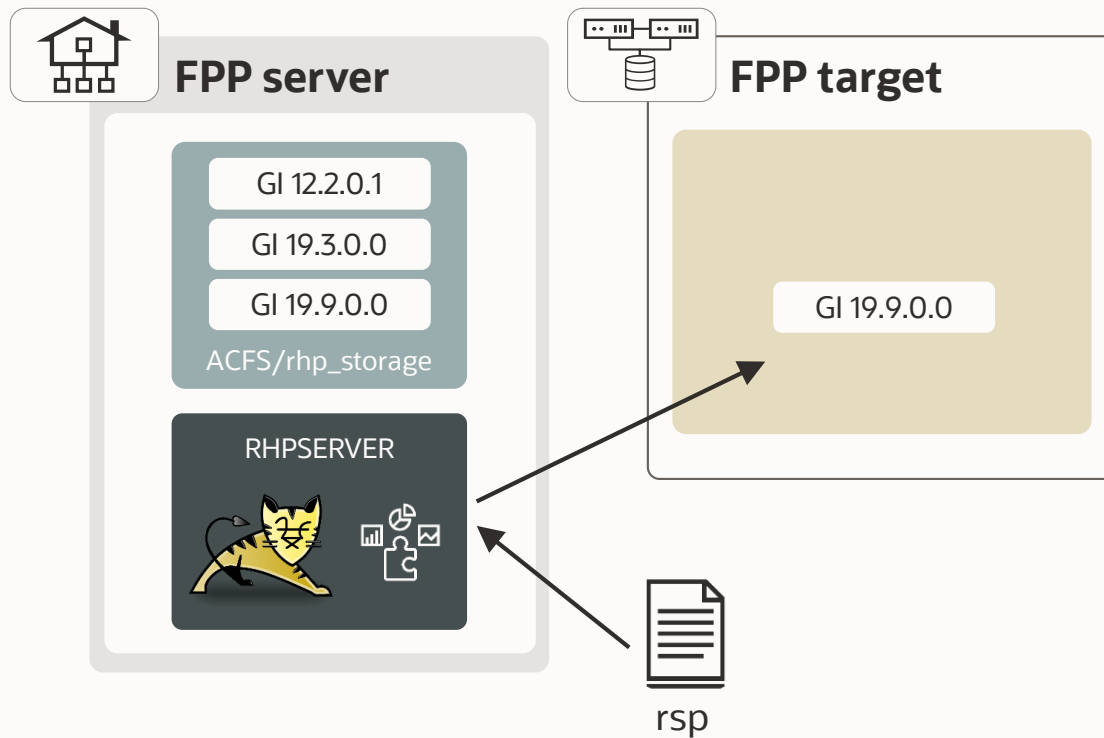 FPP server
GI 12.2.0.1
GI 19.3.0.0
GI 19.9.0.0
ACFS/rhp_storage
RHPSERVER
FPP target
GI 19.9.0.0
rsp